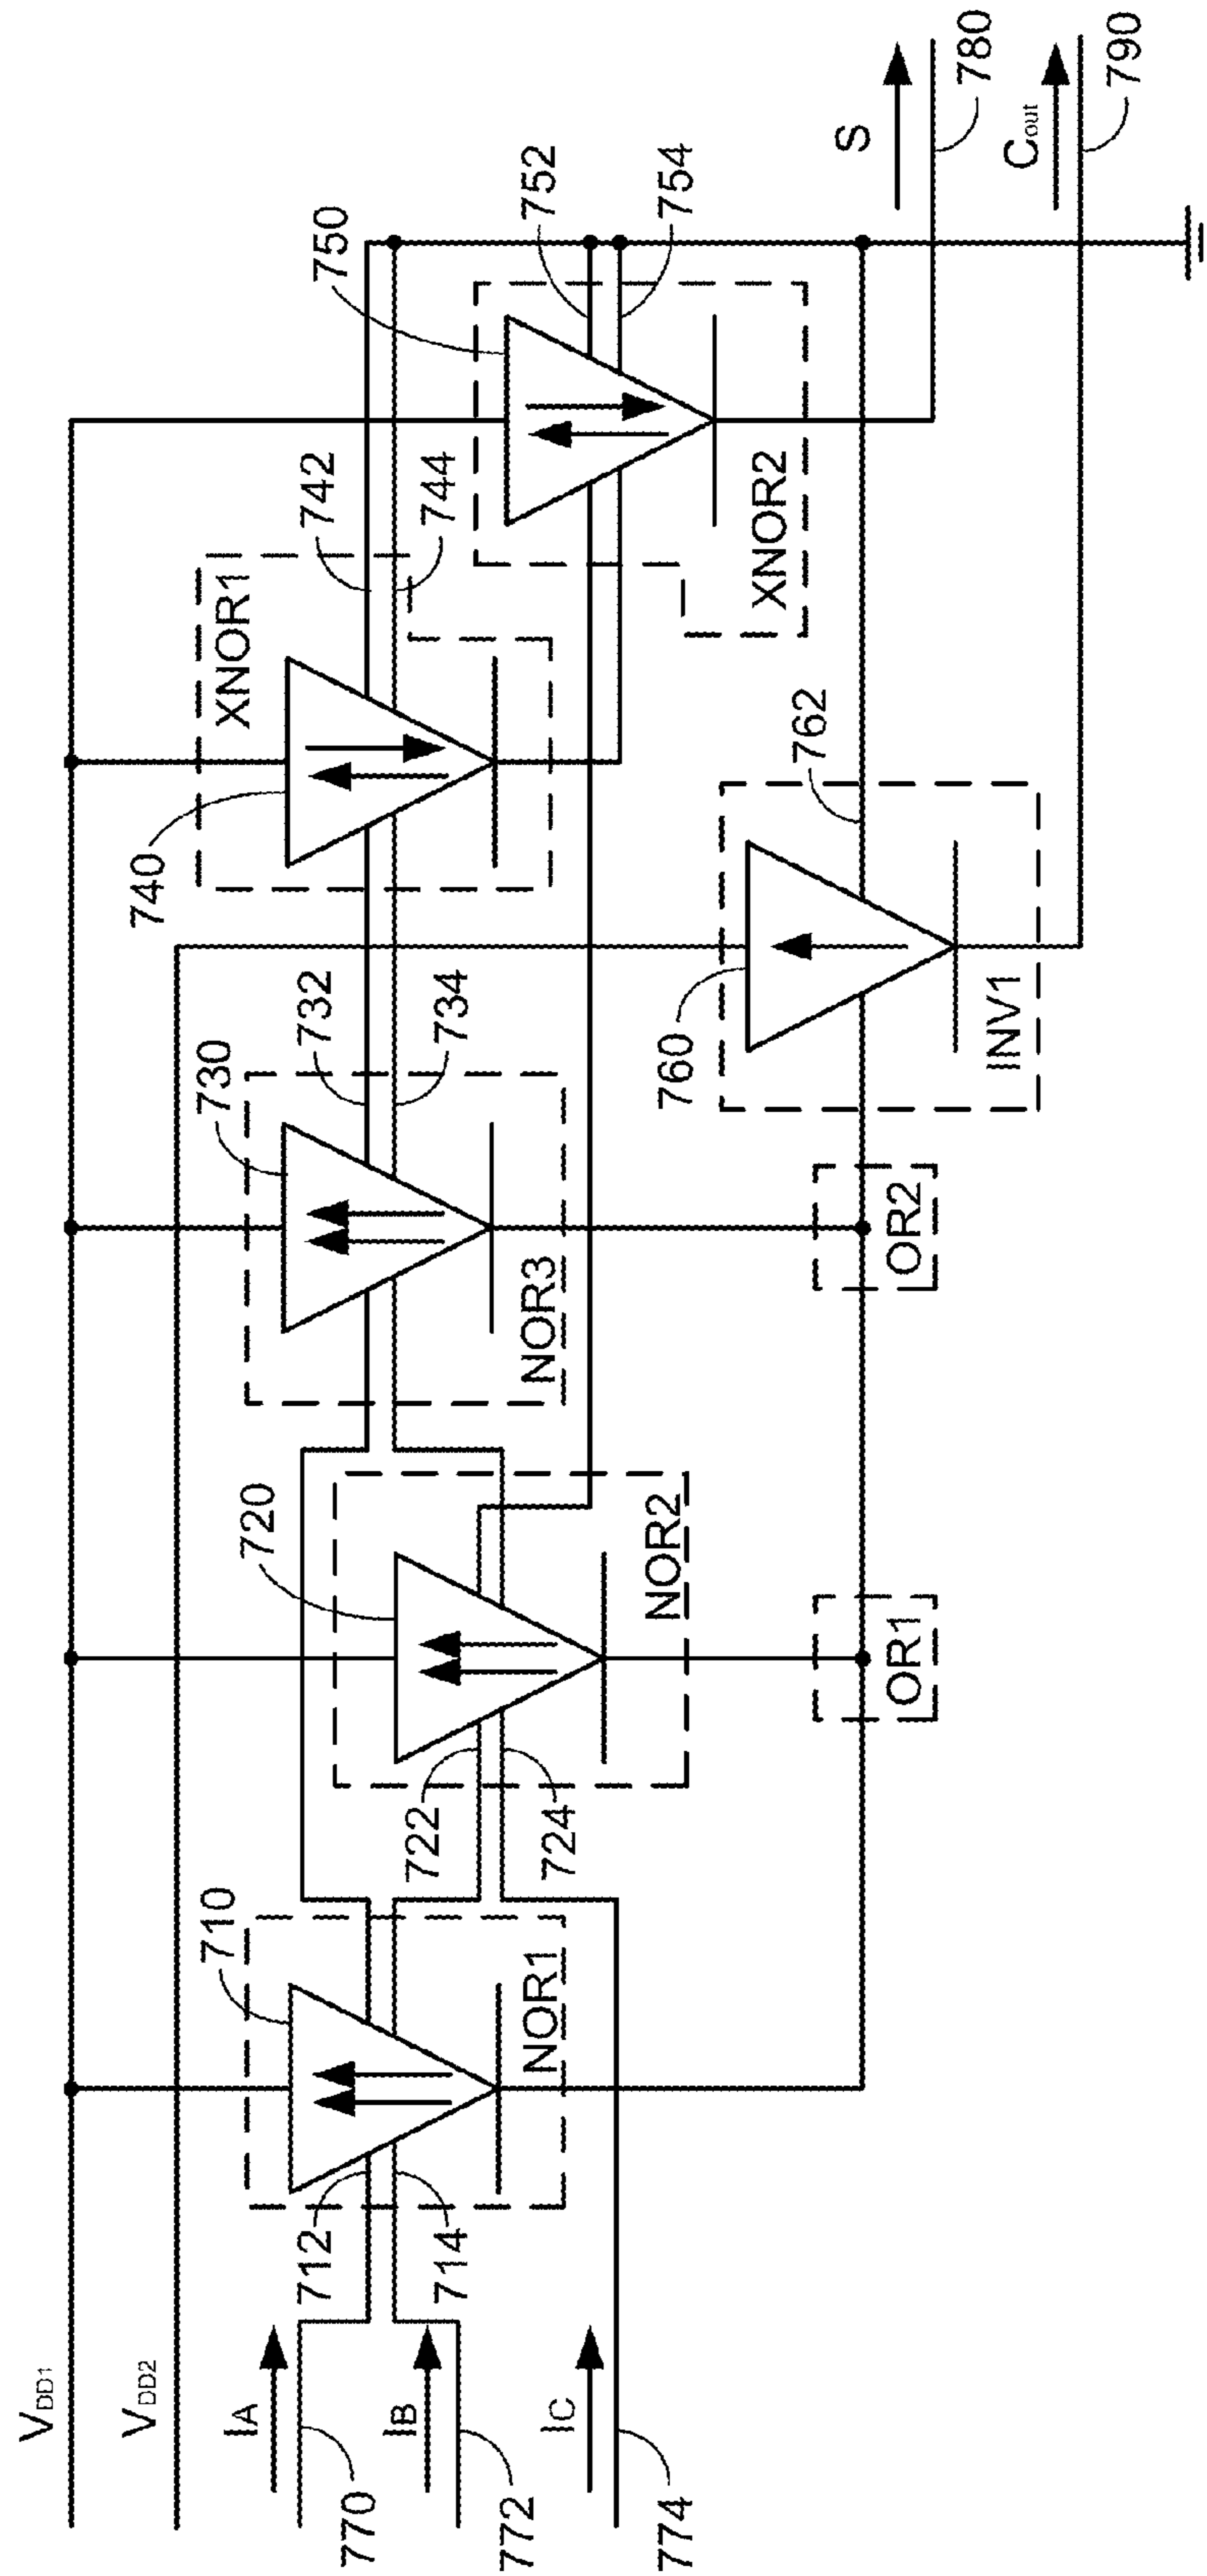 VDD1
VDD2
IA
IB
IC
770
772
774
712
714
710
NOR1
722
724
720
NOR2
OR1
730
732
734
NOR3
OR2
740
742
744
XNOR1
760
762
INV1
750
752
754
XNOR2
S
780
Cout
790